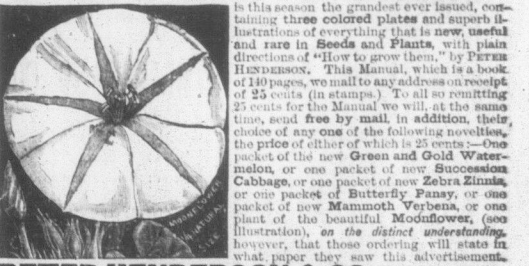 is this season the grandest ever issued, con-
taining three colored plates and superb il-
lustrations of everything that is new, useful
and rare in Seeds and Plants, with plain
directions of "How to grow them," by PETER
HENDERSON. This Manual, which is a book
of 140 pages, we mail to any address on receipt
of 25 cents (in stamps.) To all so remitting
25 cents for the Manual we will, at the same
time, send free by mail, in addition, their
choice of any one of the following novelties,
the price of either of which is 25 cents:—One
packet of the new Green and Gold Water-
melon, or one packet of new Succession
Cabbage, or one packet of new Zebra Zinnia,
or one packet of Butterfly Pansy, or one
packet of new Mammoth Verbena, or one
plant of the beautiful Moonflower, (see
illustration), on the distinct understanding,
however, that those ordering will state in
what paper they saw this advertisement.
MOONFLOWER